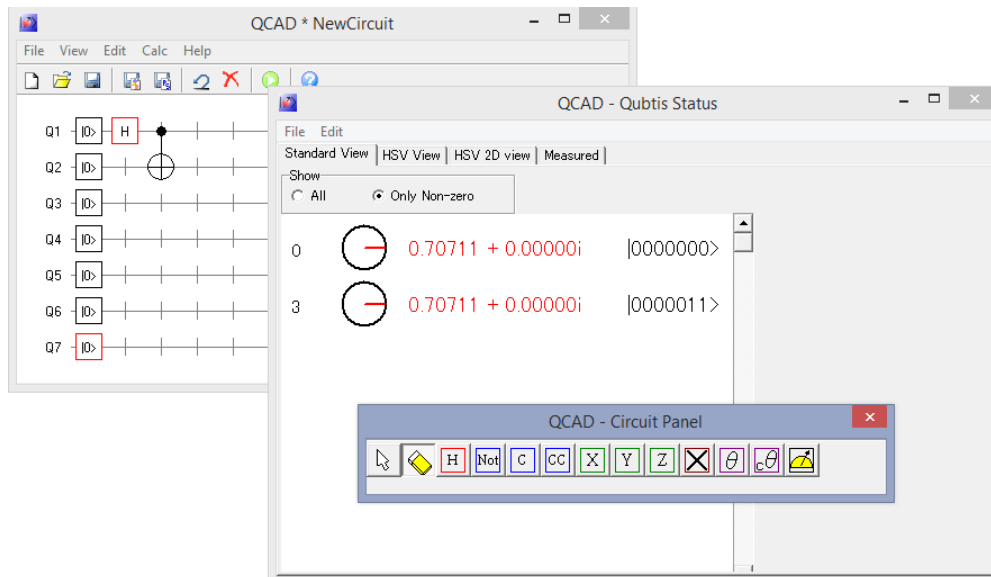 QCAD * NewCircuit
File View Edit Calc Help
Q1 |0> H
Q2 |0>
Q3 |0>
Q4 |0>
Q5 |0>
Q6 |0>
Q7 |0>
QCAD - Qubtis Status
File Edit
Standard View HSV View HSV 2D view Measured
Show
All Only Non-zero
0 0.70711 + 0.00000i |0000000>
3 0.70711 + 0.00000i |0000011>
QCAD - Circuit Panel
H Not C CC X Y Z θ cθ